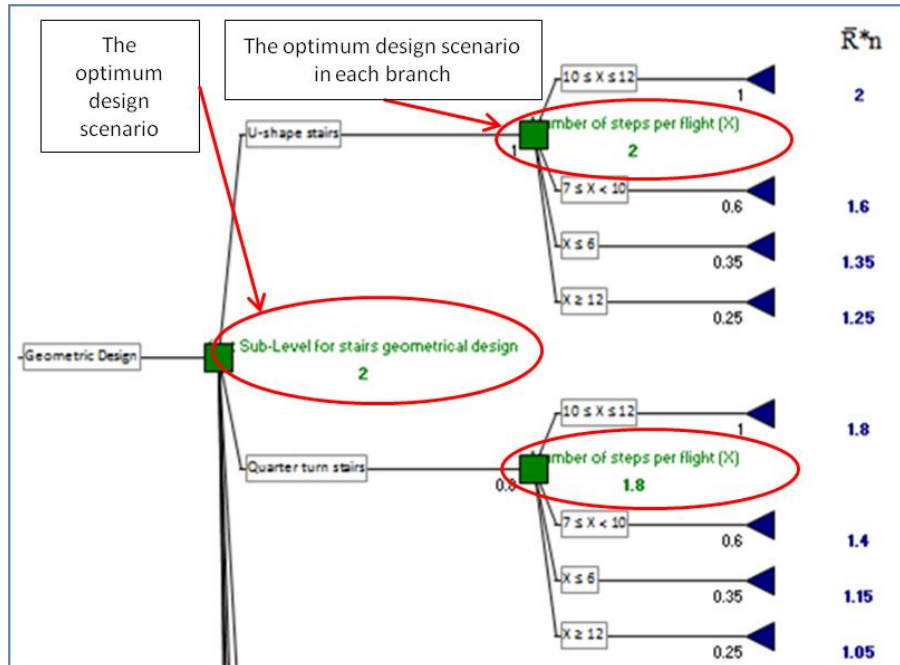 The
optimum
design
scenario
The optimum design scenario
in each branch
R̄*n
10 ≤ X ≤ 12
1
2
U-shape stairs
1
umber of steps per flight (X)
2
7 ≤ X < 10
0.6
1.6
X ≤ 6
0.35
1.35
X ≥ 12
0.25
1.25
Geometric Design
Sub-Level for stairs geometrical design
2
10 ≤ X ≤ 12
1
1.8
Quarter turn stairs
0.8
umber of steps per flight (X)
1.8
7 ≤ X < 10
0.6
1.4
X ≤ 6
0.35
1.15
X ≥ 12
0.25
1.05